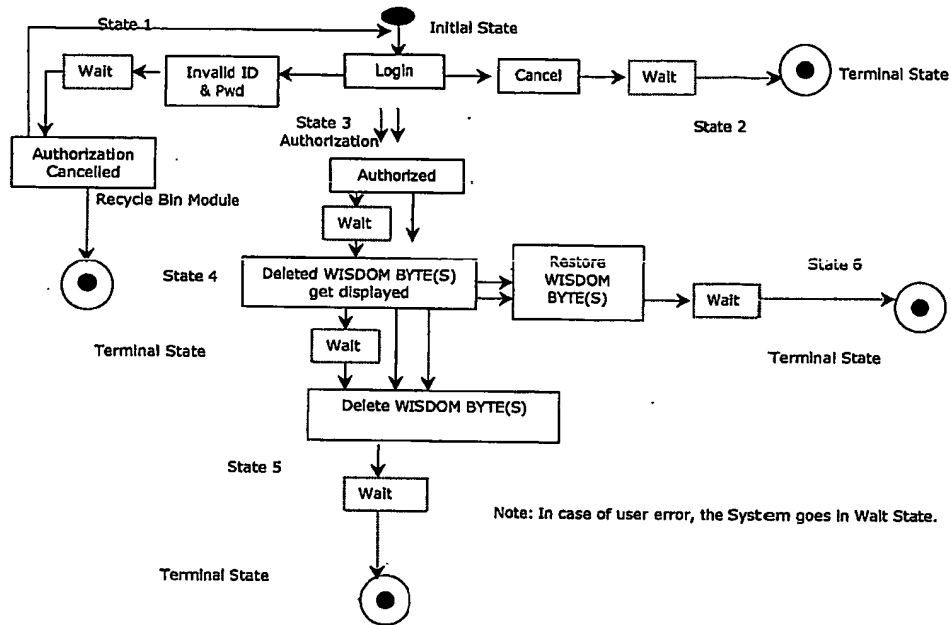 State 1
Initial State
Wait
Invalid ID
& Pwd
Login
Cancel
Wait
Terminal State
State 3
Authorization
State 2
Authorization
Cancelled
Authorized
Recycle Bin Module
Wait
State 4
Deleted WISDOM BYTE(S)
get displayed
Restore
WISDOM
BYTE(S)
State 6
Wait
Terminal State
Wait
Terminal State
Delete WISDOM BYTE(S)
State 5
Wait
Note: In case of user error, the System goes in Wait State.
Terminal State